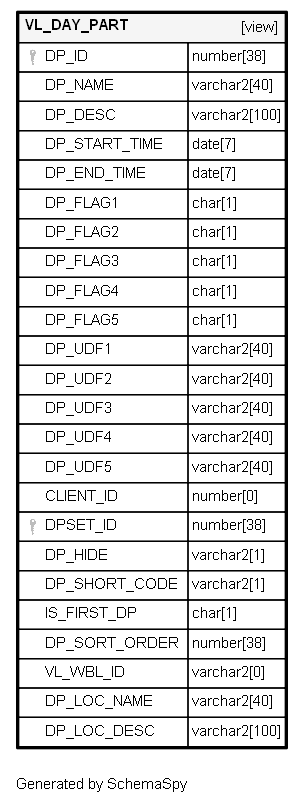 VL_DAY_PART [view]
DP_ID number[38]
DP_NAME varchar2[40]
DP_DESC varchar2[100]
DP_START_TIME date[7]
DP_END_TIME date[7]
DP_FLAG1 char[1]
DP_FLAG2 char[1]
DP_FLAG3 char[1]
DP_FLAG4 char[1]
DP_FLAG5 char[1]
DP_UDF1 varchar2[40]
DP_UDF2 varchar2[40]
DP_UDF3 varchar2[40]
DP_UDF4 varchar2[40]
DP_UDF5 varchar2[40]
CLIENT_ID number[0]
DPSET_ID number[38]
DP_HIDE varchar2[1]
DP_SHORT_CODE varchar2[1]
IS_FIRST_DP char[1]
DP_SORT_ORDER number[38]
VL_WBL_ID varchar2[0]
DP_LOC_NAME varchar2[40]
DP_LOC_DESC varchar2[100]
Generated by SchemaSpy